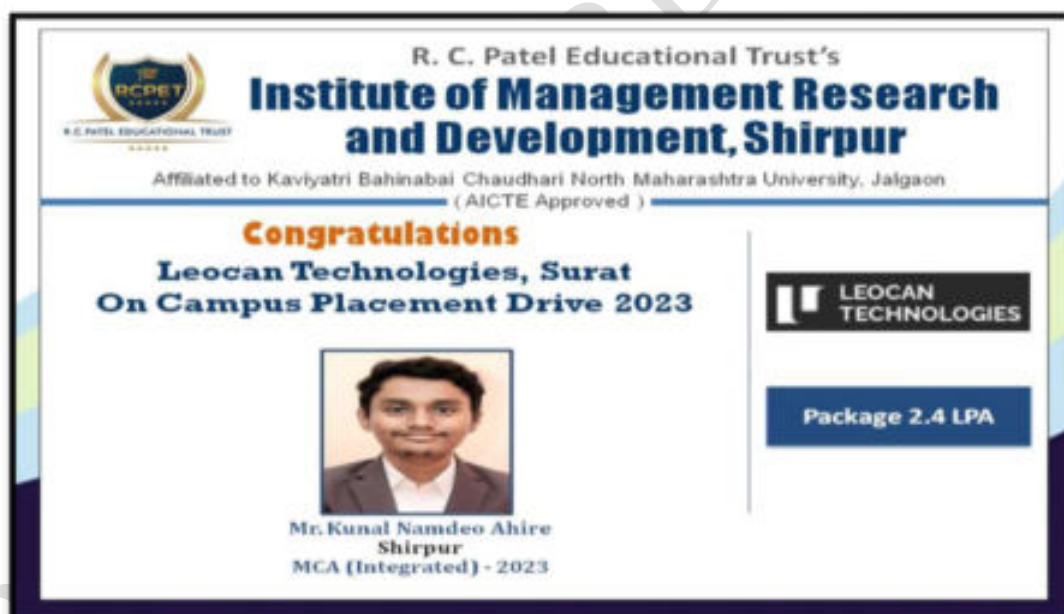 RCPET
R. C. PATEL EDUCATIONAL TRUST
R. C. Patel Educational Trust's
Institute of Management Research
and Development, Shirpur
Affiliated to Kaviyatri Bahinabai Chaudhari North Maharashtra University, Jalgaon
( AICTE Approved )
Congratulations
Leocan Technologies, Surat
On Campus Placement Drive 2023
Mr. Kunal Namdeo Ahire
Shirpur
MCA (Integrated) - 2023
LEOCAN
TECHNOLOGIES
Package 2.4 LPA